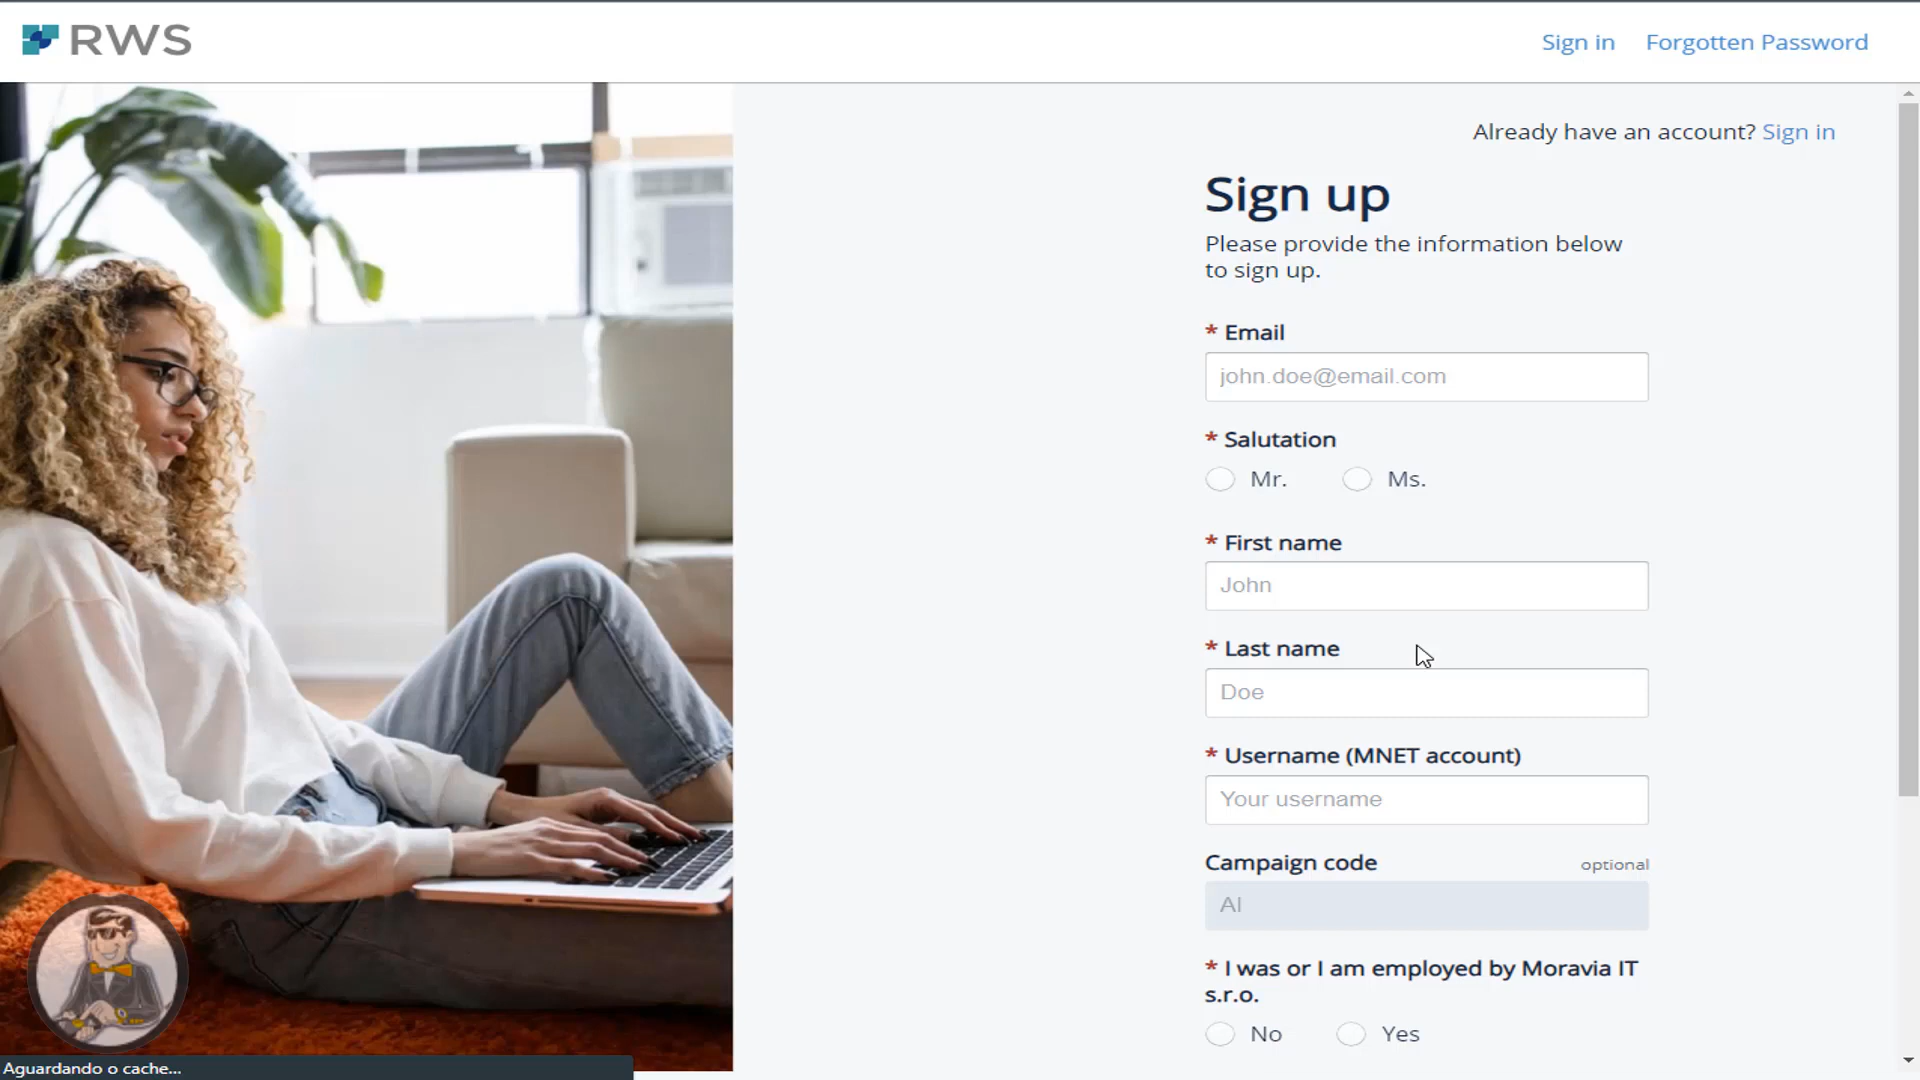 RWS
Sign in Forgotten Password
Already have an account? Sign in
Sign up
Please provide the information below
to sign up.
* Email
john.doe@email.com
* Salutation
Mr. Ms.
* First name
John
* Last name
Doe
* Username (MNET account)
Your username
Campaign code optional
AI
* I was or I am employed by Moravia IT
s.r.o.
No Yes
Aguardando o cache...